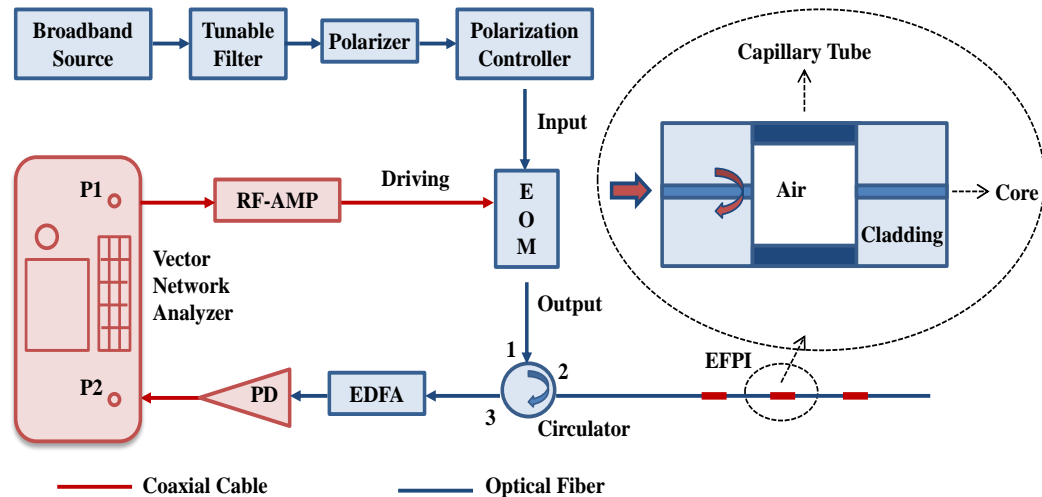 Broadband
Source
Tunable
Filter
Polarizer
Polarization
Controller
Capillary Tube
Input
P1
RF-AMP
Driving
E
O
M
Air
Core
Cladding
Vector
Network
Analyzer
Output
1
2
3
EFPI
P2
PD
EDFA
Circulator
Coaxial Cable
Optical Fiber